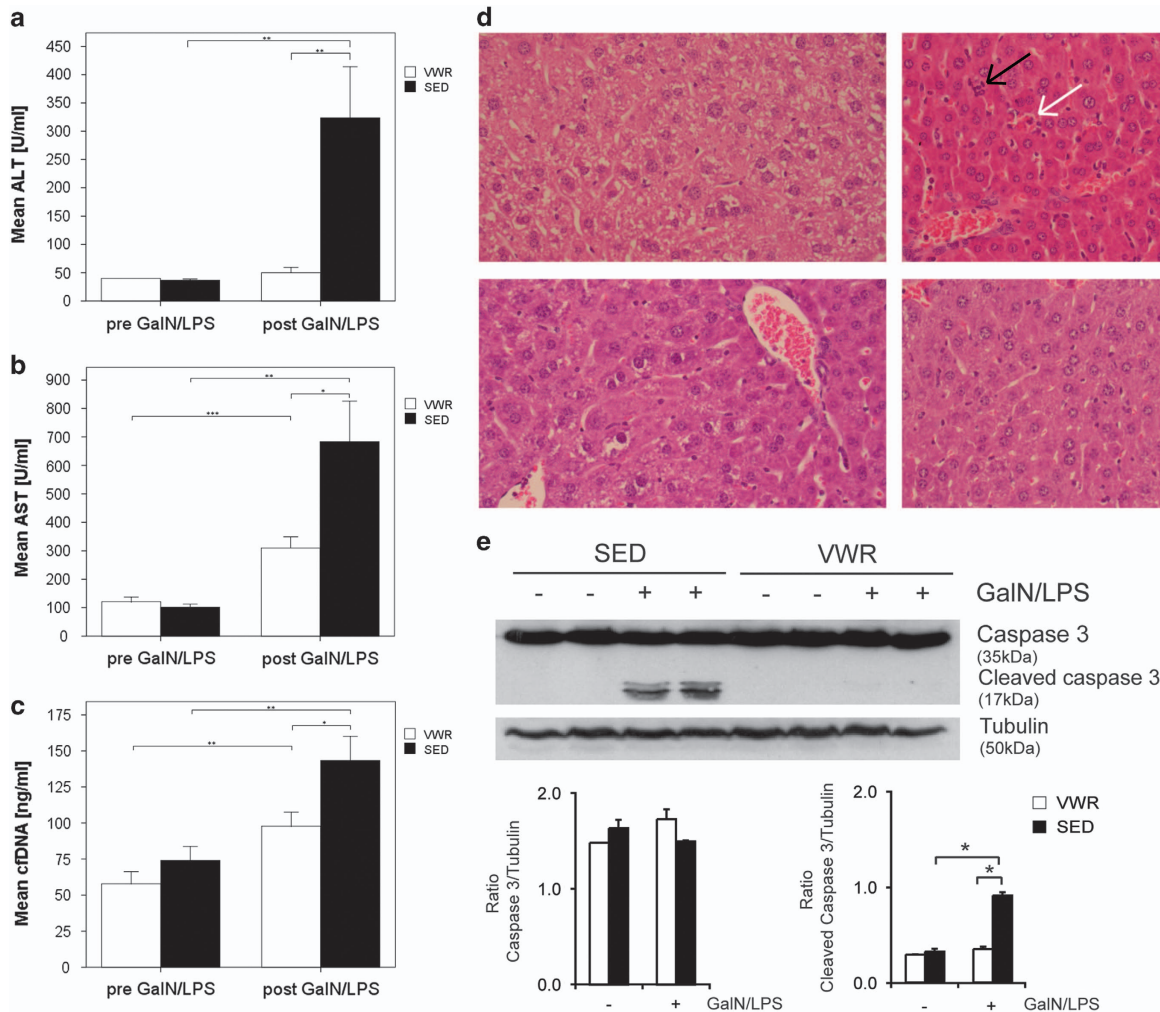 a
Mean ALT [U/ml]
450
400
350
300
250
200
150
100
50
0
**
**
VWR
SED
pre GalN/LPS post GalN/LPS
b
Mean AST [U/ml]
900
800
700
600
500
400
300
200
100
0
**
*
***
VWR
SED
pre GalN/LPS post GalN/LPS
c
Mean cfDNA [ng/ml]
175
150
125
100
75
50
25
0
**
*
**
VWR
SED
pre GalN/LPS post GalN/LPS
d
e
SED VWR
- - + + - - + + GalN/LPS
Caspase 3
(35kDa)
Cleaved caspase 3
(17kDa)
Tubulin
(50kDa)
Ratio
Caspase 3/Tubulin
2.0
1.0
0.0
- + GalN/LPS
Ratio
Cleaved Caspase 3/Tubulin
2.0
1.0
0.0
*
*
VWR
SED
- + GalN/LPS